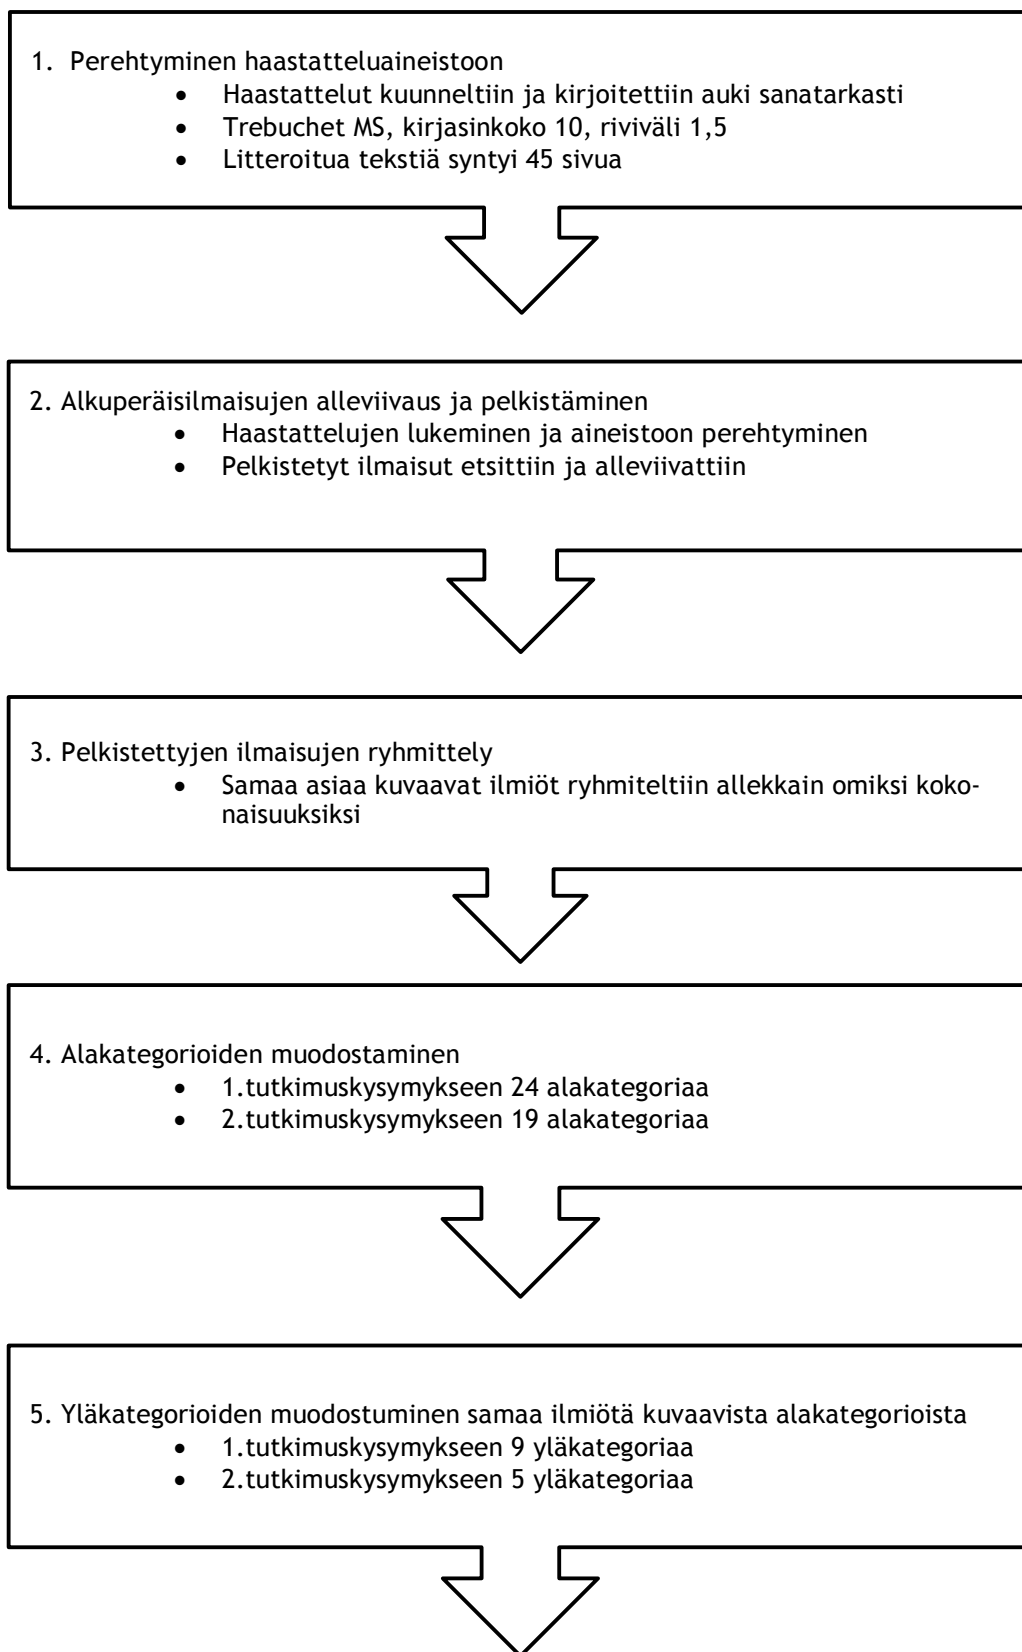 1. Perehtyminen haastatteluaineistoon
• Haastattelut kuunneltiin ja kirjoitettiin auki sanatarkasti
• Trebuchet MS, kirjasinkoko 10, riviväli 1,5
• Litteroitua tekstiä syntyi 45 sivua
2. Alkuperäisilmaisujen alleviivaus ja pelkistäminen
• Haastattelujen lukeminen ja aineistoon perehtyminen
• Pelkistetyt ilmaisut etsittiin ja alleviivattiin
3. Pelkistettyjen ilmaisujen ryhmittely
• Samaa asiaa kuvaavat ilmiöt ryhmiteltiin allekkain omiksi koko-
naisuuksiksi
4. Alakategorioiden muodostaminen
• 1.tutkimuskysymykseen 24 alakategoriaa
• 2.tutkimuskysymykseen 19 alakategoriaa
5. Yläkategorioiden muodostuminen samaa ilmiötä kuvaavista alakategorioista
• 1.tutkimuskysymykseen 9 yläkategoriaa
• 2.tutkimuskysymykseen 5 yläkategoriaa